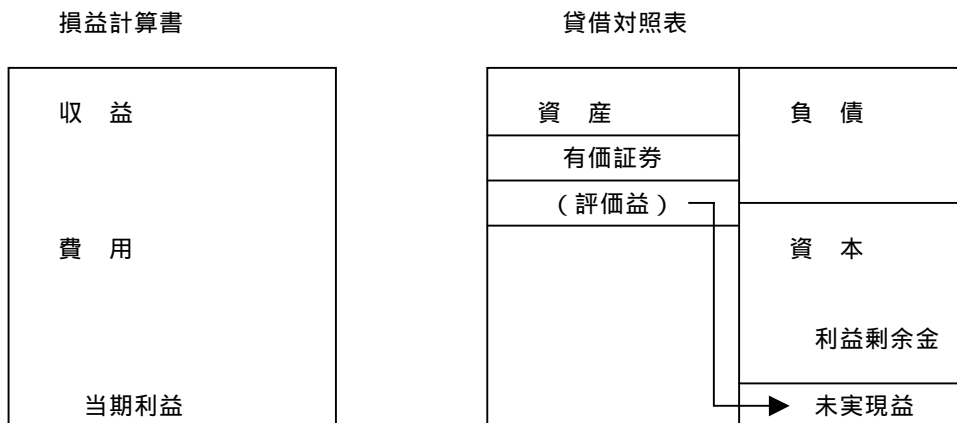 損益計算書
収　益
費　用
当期利益
貸借対照表
資　産
有価証券
（評価益）
負　債
資　本
利益剰余金
未実現益